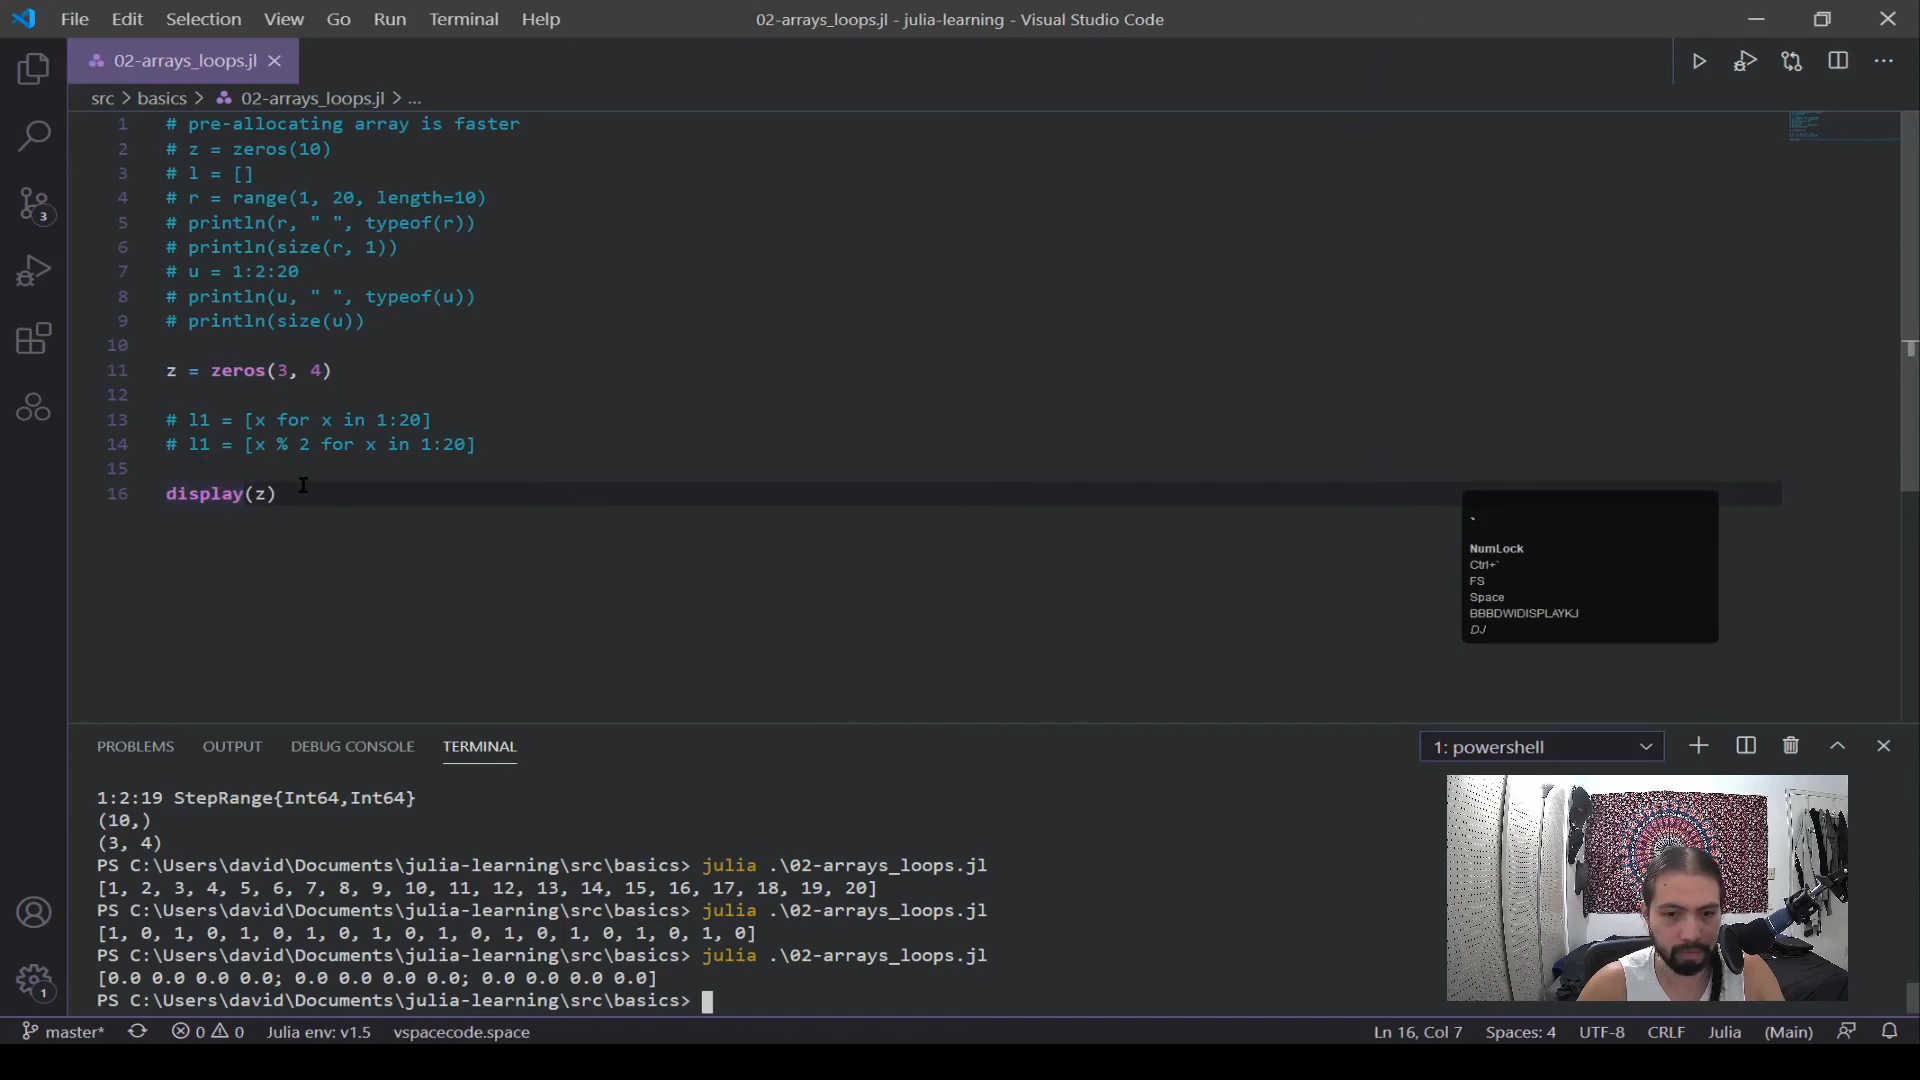 File Edit Selection View Go Run Terminal Help
02-arrays_loops.jl - julia-learning - Visual Studio Code
02-arrays_loops.jl
src > basics > 02-arrays_loops.jl > ...
1 # pre-allocating array is faster
2 # z = zeros(10)
3 # l = []
4 # r = range(1, 20, length=10)
5 # println(r, " ", typeof(r))
6 # println(size(r, 1))
7 # u = 1:2:20
8 # println(u, " ", typeof(u))
9 # println(size(u))
10
11 z = zeros(3, 4)
12
13 # l1 = [x for x in 1:20]
14 # l1 = [x % 2 for x in 1:20]
15
16 display(z)
3
`
NumLock
Ctrl+`
FS
Space
BBBDWIDISPLAYKJ
DJ
PROBLEMS OUTPUT DEBUG CONSOLE TERMINAL
1: powershell
1:2:19 StepRange{Int64,Int64}
(10,)
(3, 4)
PS C:\Users\david\Documents\julia-learning\src\basics> julia .\02-arrays_loops.jl
[1, 2, 3, 4, 5, 6, 7, 8, 9, 10, 11, 12, 13, 14, 15, 16, 17, 18, 19, 20]
PS C:\Users\david\Documents\julia-learning\src\basics> julia .\02-arrays_loops.jl
[1, 0, 1, 0, 1, 0, 1, 0, 1, 0, 1, 0, 1, 0, 1, 0, 1, 0, 1, 0]
PS C:\Users\david\Documents\julia-learning\src\basics> julia .\02-arrays_loops.jl
[0.0 0.0 0.0 0.0; 0.0 0.0 0.0 0.0; 0.0 0.0 0.0 0.0]
PS C:\Users\david\Documents\julia-learning\src\basics>
1
master* 0 0 Julia env: v1.5 vspacecode.space
Ln 16, Col 7 Spaces: 4 UTF-8 CRLF Julia (Main)